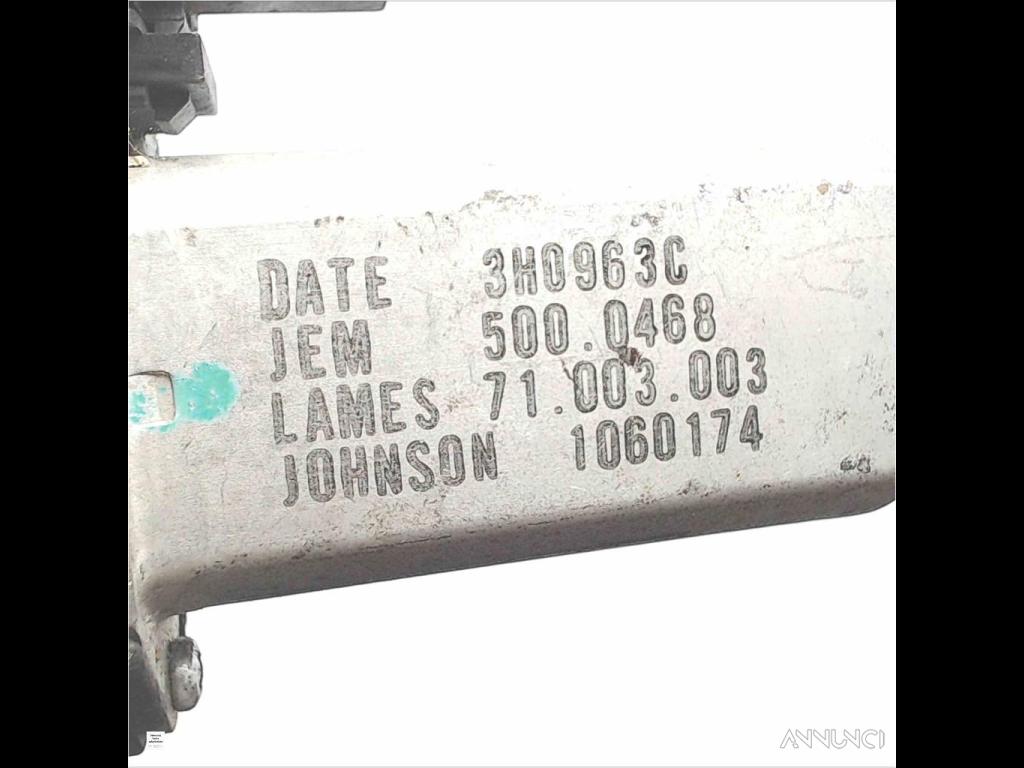 DATE 3H0963C
JEM 500.0468
LAMES 71.003.003
JOHNSON 1060174
ANNUNCI